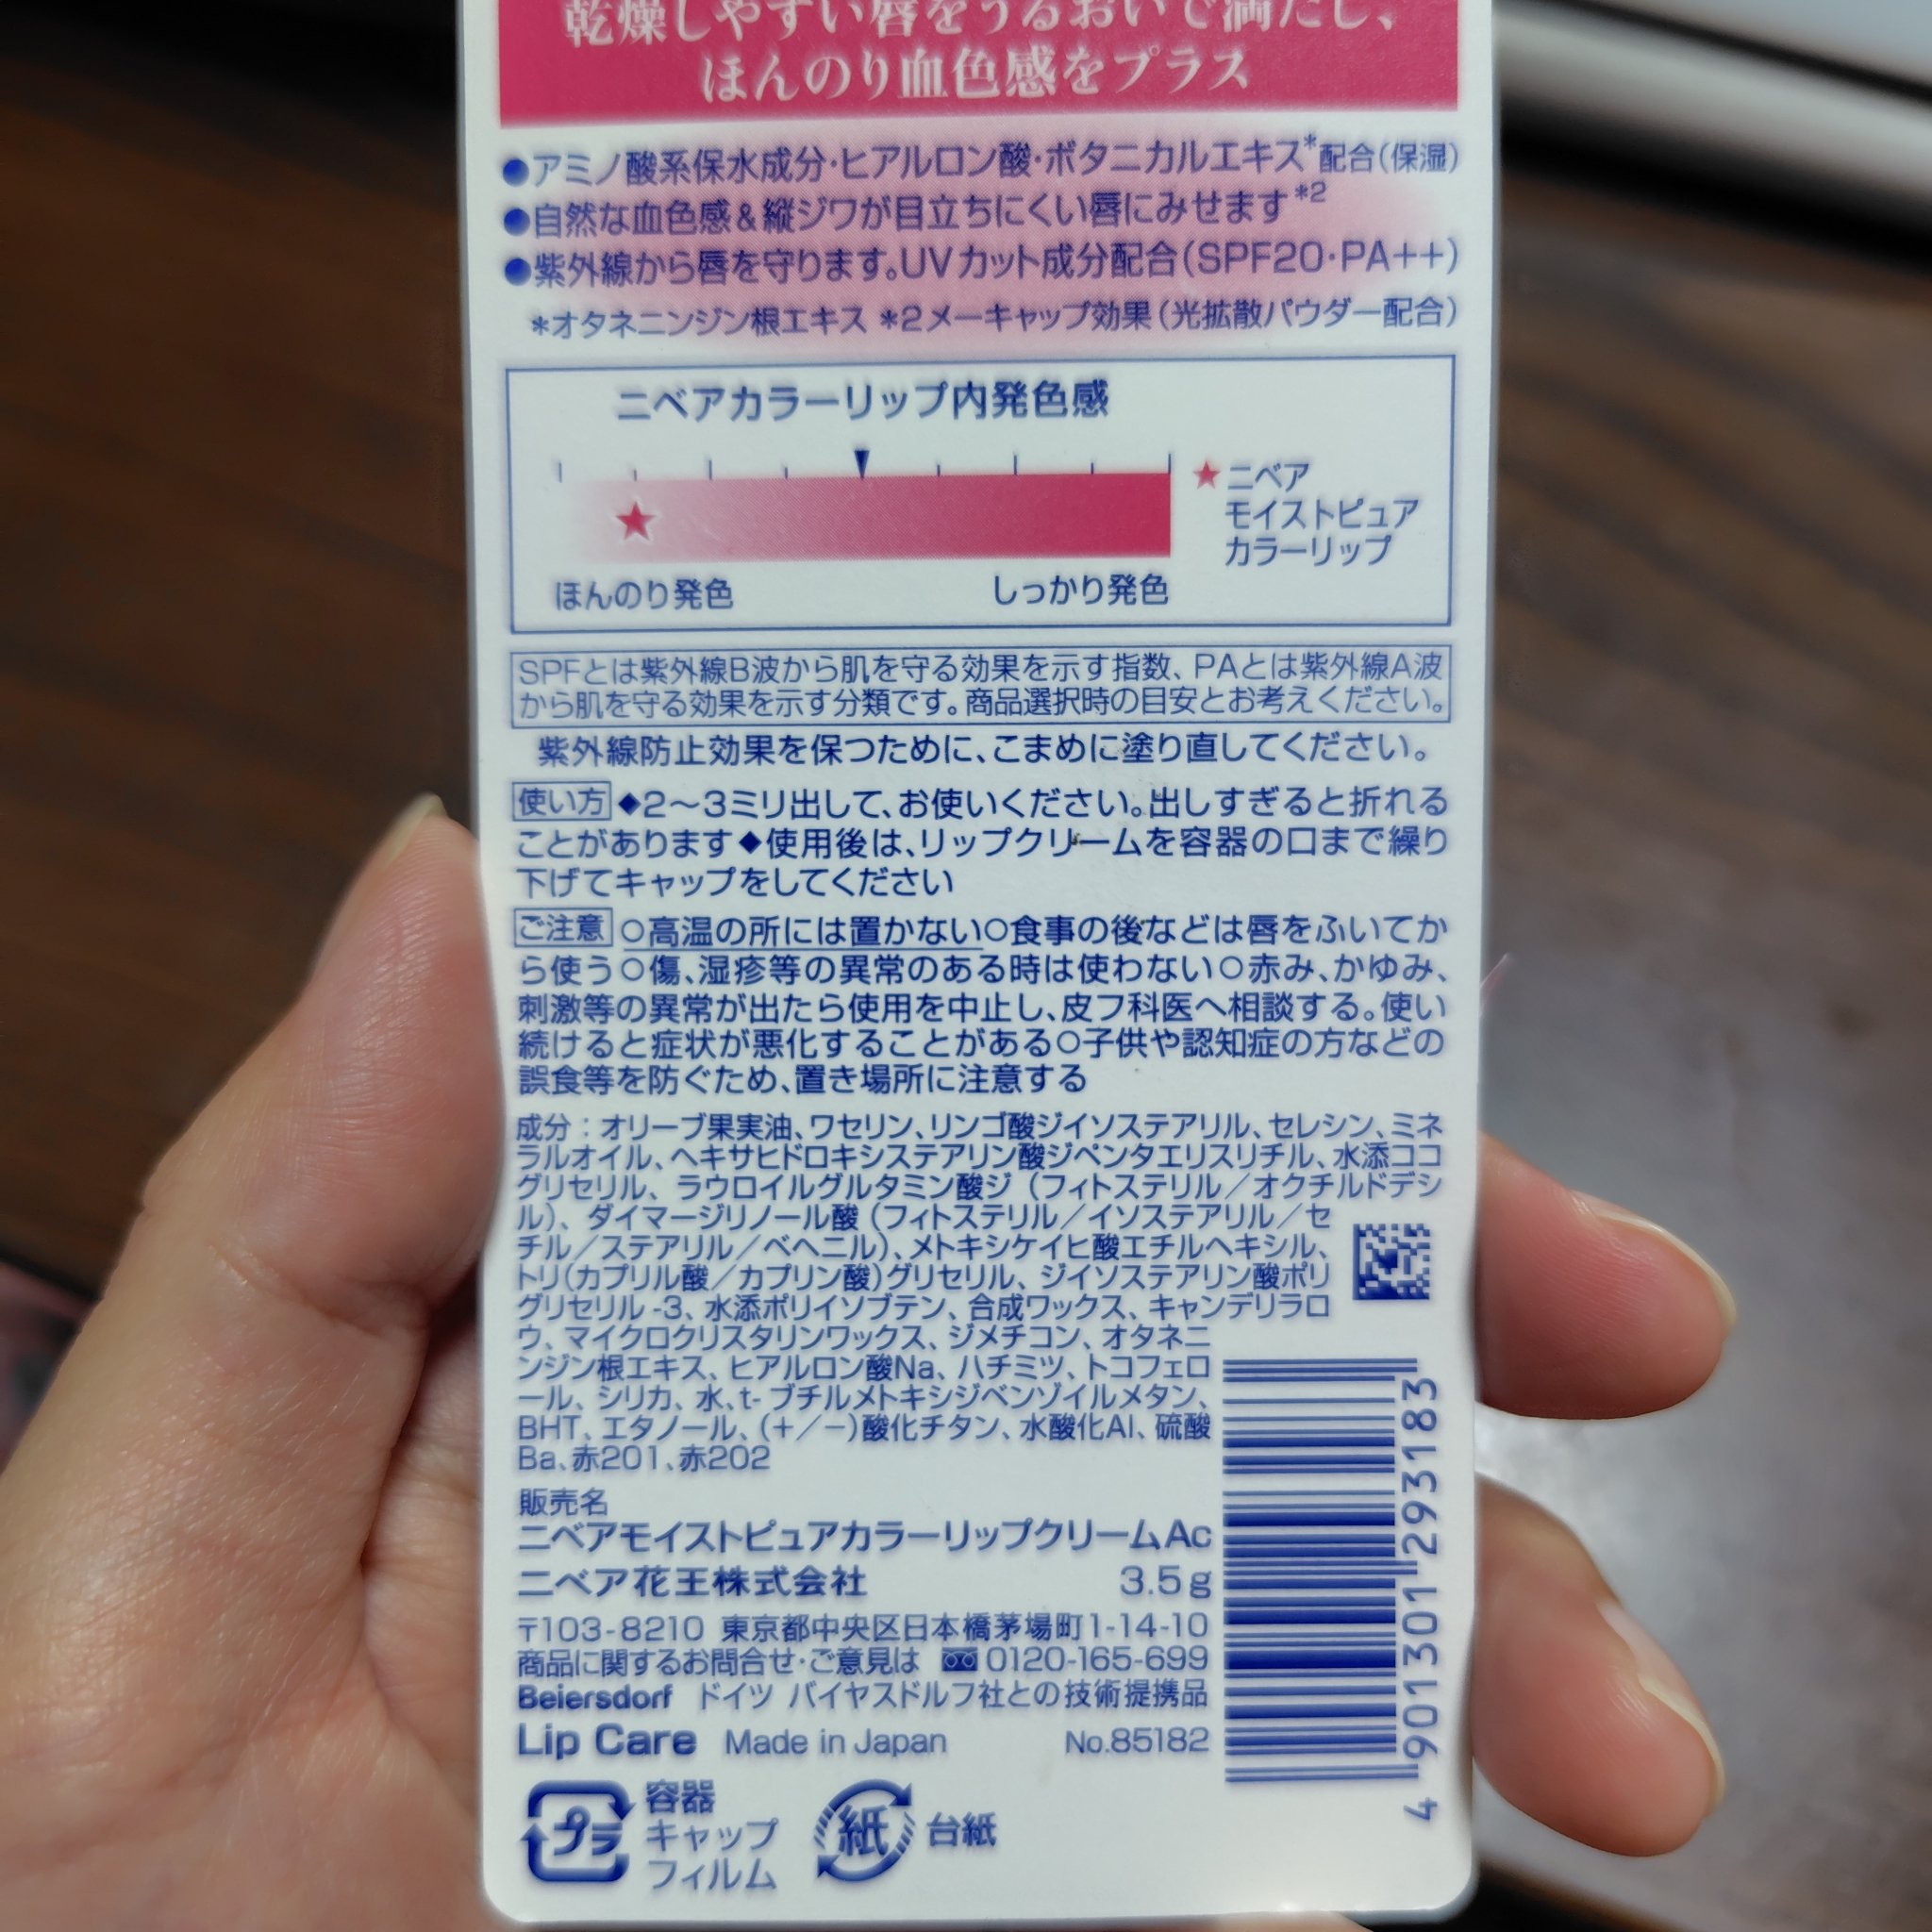 乾燥しやすい唇をうるおいで満たし、
ほんのり血色感をプラス
●アミノ酸系保水成分・ヒアルロン酸・ボタニカルエキス*配合(保湿)
●自然な血色感&縦ジワが目立ちにくい唇にみせます*2
●紫外線から唇を守ります。UVカット成分配合(SPF20・PA++)
*オタネニンジン根エキス *2メーキャップ効果(光拡散パウダー配合)
ニベアカラーリップ内発色感
★ニベア
モイストピュア
カラーリップ
★
ほんのり発色 しっかり発色
SPFとは紫外線B波から肌を守る効果を示す指数、PAとは紫外線A波
から肌を守る効果を示す分類です。商品選択時の目安とお考えください。
紫外線防止効果を保つために、こまめに塗り直してください。
使い方 ◆2〜3ミリ出して、お使いください。出しすぎると折れる
ことがあります◆使用後は、リップクリームを容器の口まで繰り
下げてキャップをしてください
ご注意 ○高温の所には置かない○食事の後などは唇をふいてか
ら使う○傷、湿疹等の異常のある時は使わない○赤み、かゆみ、
刺激等の異常が出たら使用を中止し、皮フ科医へ相談する。使い
続けると症状が悪化することがある○子供や認知症の方などの
誤食等を防ぐため、置き場所に注意する
成分：オリーブ果実油、ワセリン、リンゴ酸ジイソステアリル、セレシン、ミネ
ラルオイル、ヘキサヒドロキシステアリン酸ジペンタエリスリチル、水添ココ
グリセリル、ラウロイルグルタミン酸ジ（フィトステリル／オクチルドデシ
ル）、ダイマージリノール酸（フィトステリル／イソステアリル／セ
チル／ステアリル／ベヘニル）、メトキシケイヒ酸エチルヘキシル、
トリ(カプリル酸／カプリン酸)グリセリル、ジイソステアリン酸ポリ
グリセリル-3、水添ポリイソブテン、合成ワックス、キャンデリラロ
ウ、マイクロクリスタリンワックス、ジメチコン、オタネニ
ンジン根エキス、ヒアルロン酸Na、ハチミツ、トコフェロ
ール、シリカ、水、t-ブチルメトキシジベンゾイルメタン、
BHT、エタノール、(+／−)酸化チタン、水酸化Al、硫酸
Ba、赤201、赤202
販売名
ニベアモイストピュアカラーリップクリームAc
ニベア花王株式会社 3.5g
〒103-8210 東京都中央区日本橋茅場町1-14-10
商品に関するお問合せ・ご意見は 0120-165-699
Beiersdorf ドイツ バイヤスドルフ社との技術提携品
Lip Care Made in Japan No.85182
4 901301 293183
プラ 容器
キャップ
フィルム
紙 台紙